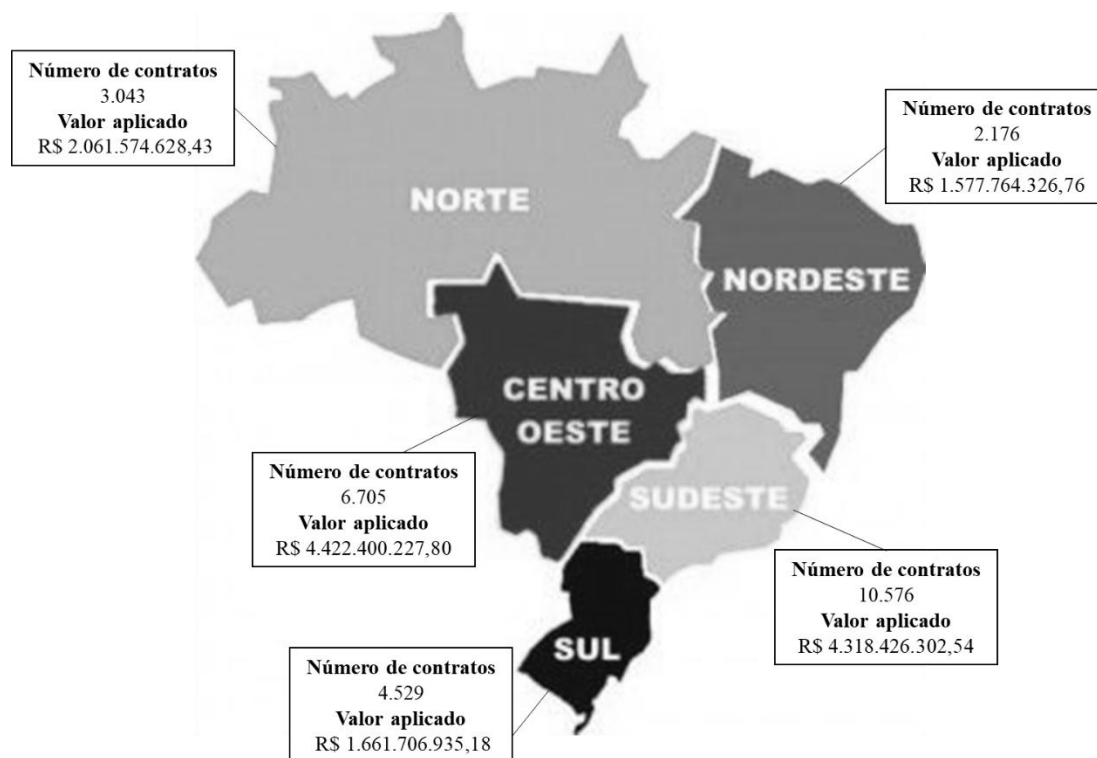 Número de contratos
3.043
Valor aplicado
R$ 2.061.574.628,43
Número de contratos
2.176
Valor aplicado
R$ 1.577.764.326,76
NORTE
NORDESTE
CENTRO
OESTE
Número de contratos
6.705
Valor aplicado
R$ 4.422.400.227,80
SUDESTE
Número de contratos
10.576
Valor aplicado
R$ 4.318.426.302,54
SUL
Número de contratos
4.529
Valor aplicado
R$ 1.661.706.935,18